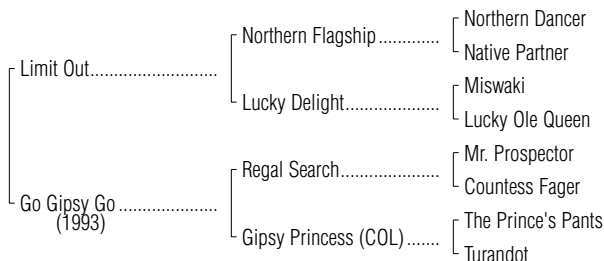 Northern Dancer
Northern Flagship.............
Native Partner
Limit Out...........................
Miswaki
Lucky Delight....................
Lucky Ole Queen
Mr. Prospector
Regal Search.....................
Countess Fager
Go Gipsy Go .....................
(1993)
The Prince's Pants
Gipsy Princess (COL) .......
Turandot